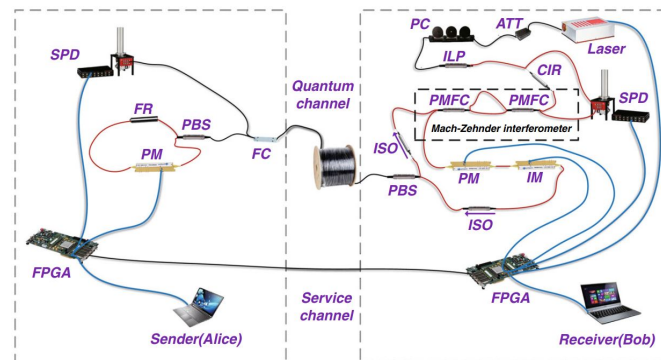 PC
ATT
Laser
ILP
CIR
SPD
SPD
Quantum
channel
FR
PBS
PM
FC
PMFC
PMFC
Mach-Zehnder interferometer
ISO
PM
IM
PBS
ISO
FPGA
FPGA
Service
channel
Sender(Alice)
Receiver(Bob)